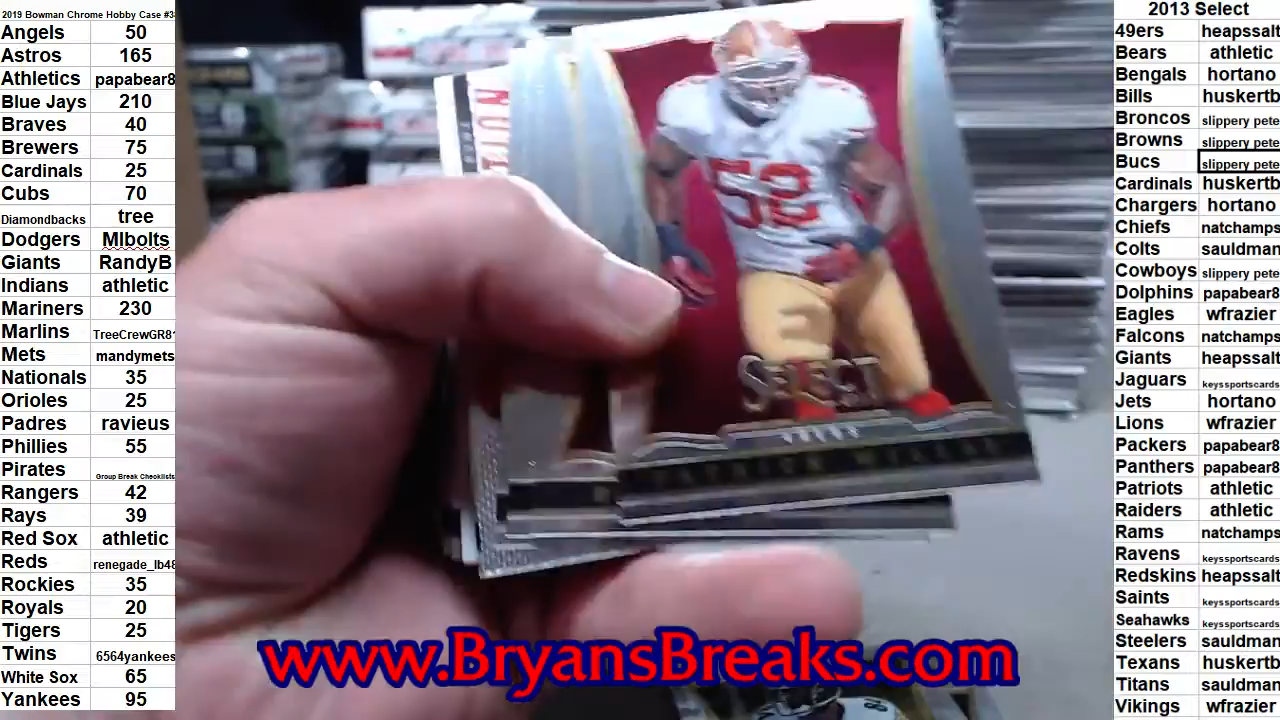 2019 Bowman Chrome Hobby Case #3
Angels 50
Astros 165
Athletics papabear8
Blue Jays 210
Braves 40
Brewers 75
Cardinals 25
Cubs 70
Diamondbacks tree
Dodgers Mlbolts
Giants RandyB
Indians athletic
Mariners 230
Marlins TreeCrewGR8
Mets mandymets
Nationals 35
Orioles 25
Padres ravieus
Phillies 55
Pirates Group Break Checklists
Rangers 42
Rays 39
Red Sox athletic
Reds renegade_lb48
Rockies 35
Royals 20
Tigers 25
Twins 6564yankees
White Sox 65
Yankees 95
52
SELECT
www.BryansBreaks.com
2013 Select
49ers heapssalt
Bears athletic
Bengals hortano
Bills huskertb
Broncos slippery pete
Browns slippery pete
Bucs slippery pete
Cardinals huskertb
Chargers hortano
Chiefs natchamps
Colts sauldman
Cowboys slippery pete
Dolphins papabear8
Eagles wfrazier
Falcons natchamps
Giants heapssalt
Jaguars keyssportscards
Jets hortano
Lions wfrazier
Packers papabear8
Panthers papabear8
Patriots athletic
Raiders athletic
Rams natchamps
Ravens keyssportscards
Redskins heapssalt
Saints keyssportscards
Seahawks keyssportscards
Steelers sauldman
Texans huskertb
Titans sauldman
Vikings wfrazier